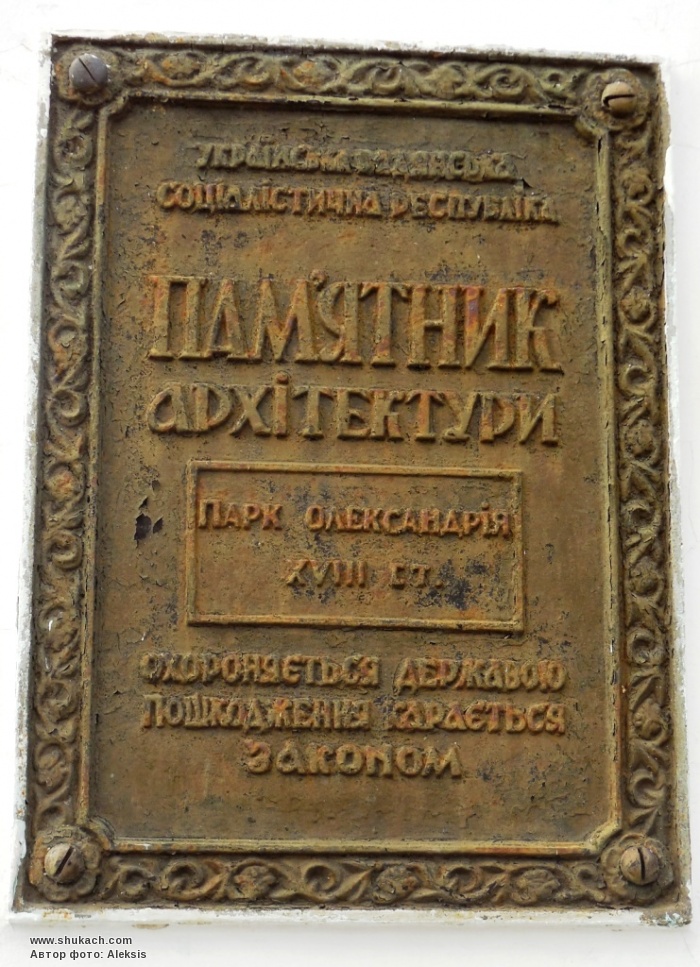 УКРАЇНСЬКА РАДЯНСЬКА
СОЦІАЛІСТИЧНА РЕСПУБЛІКА
ПАМ'ЯТНИК
АРХІТЕКТУРИ
ПАРК ОЛЕКСАНДРІЯ
XVIII СТ.
ОХОРОНЯЄТЬСЯ ДЕРЖАВОЮ
ПОШКОДЖЕННЯ КАРАЄТЬСЯ
ЗАКОНОМ
www.shukach.com
Автор фото: Aleksis